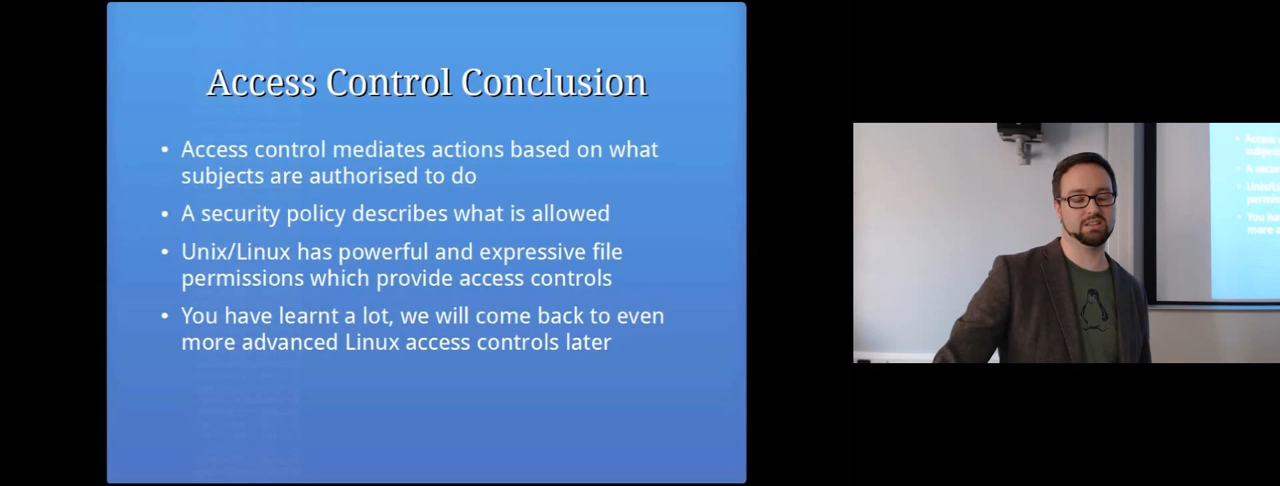 Access Control Conclusion
• Access control mediates actions based on what
subjects are authorised to do
• A security policy describes what is allowed
• Unix/Linux has powerful and expressive file
permissions which provide access controls
• You have learnt a lot, we will come back to even
more advanced Linux access controls later